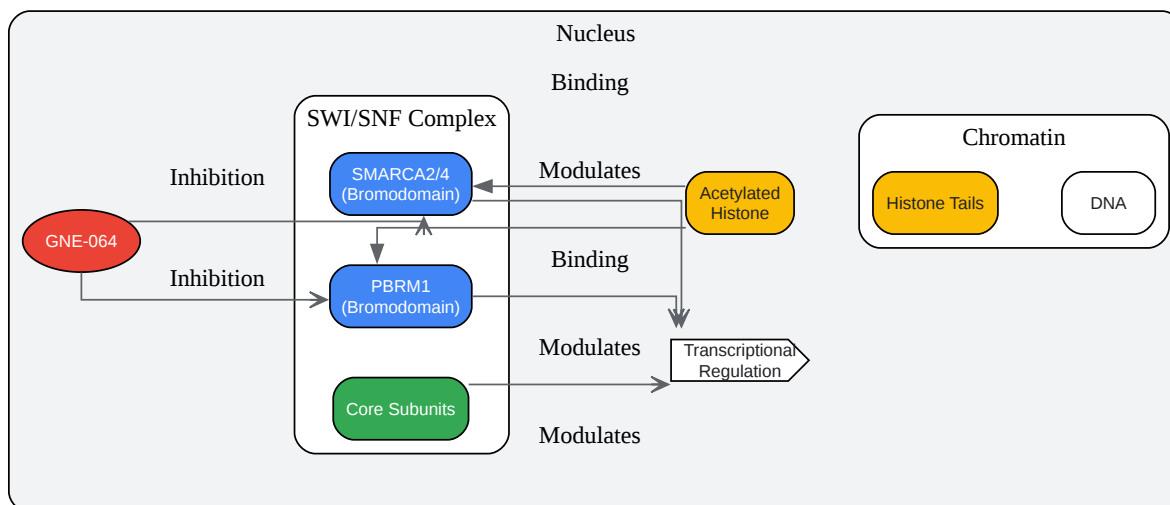 Nucleus
Binding
SWI/SNF Complex
Chromatin
Inhibition
SMARCA2/4
(Bromodomain)
Modulates
Acetylated
Histone
Histone Tails
DNA
GNE-064
Inhibition
PBRM1
(Bromodomain)
Binding
Modulates
Transcriptional
Regulation
Core Subunits
Modulates